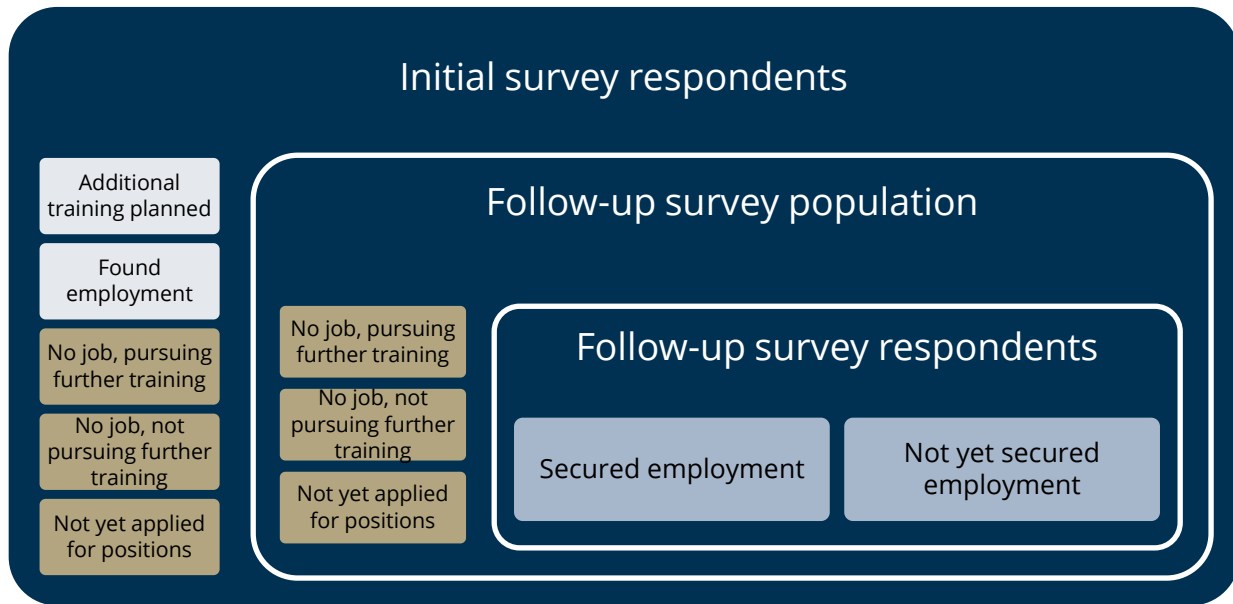 Initial survey respondents
Additional
training planned
Found
employment
No job, pursuing
further training
No job, not
pursuing further
training
Not yet applied
for positions
Follow-up survey population
No job, pursuing
further training
No job, not
pursuing further
training
Not yet applied
for positions
Follow-up survey respondents
Secured employment
Not yet secured
employment